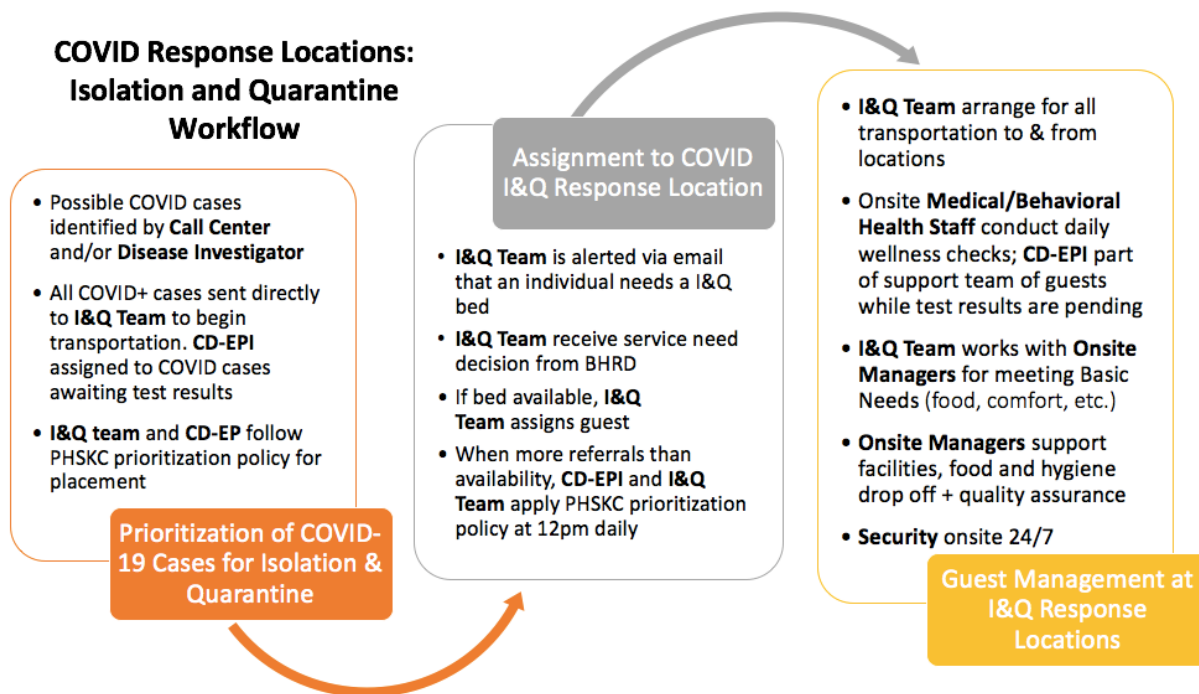 COVID Response Locations:
Isolation and Quarantine
Workflow
• Possible COVID cases
identified by Call Center
and/or Disease Investigator
• All COVID+ cases sent directly
to I&Q Team to begin
transportation. CD-EPI
assigned to COVID cases
awaiting test results
• I&Q team and CD-EP follow
PHSKC prioritization policy for
placement
Prioritization of COVID-
19 Cases for Isolation &
Quarantine
Assignment to COVID
I&Q Response Location
• I&Q Team is alerted via email
that an individual needs a I&Q
bed
• I&Q Team receive service need
decision from BHRD
• If bed available, I&Q
Team assigns guest
• When more referrals than
availability, CD-EPI and I&Q
Team apply PHSKC prioritization
policy at 12pm daily
• I&Q Team arrange for all
transportation to & from
locations
• Onsite Medical/Behavioral
Health Staff conduct daily
wellness checks; CD-EPI part
of support team of guests
while test results are pending
• I&Q Team works with Onsite
Managers for meeting Basic
Needs (food, comfort, etc.)
• Onsite Managers support
facilities, food and hygiene
drop off + quality assurance
• Security onsite 24/7
Guest Management at
I&Q Response
Locations